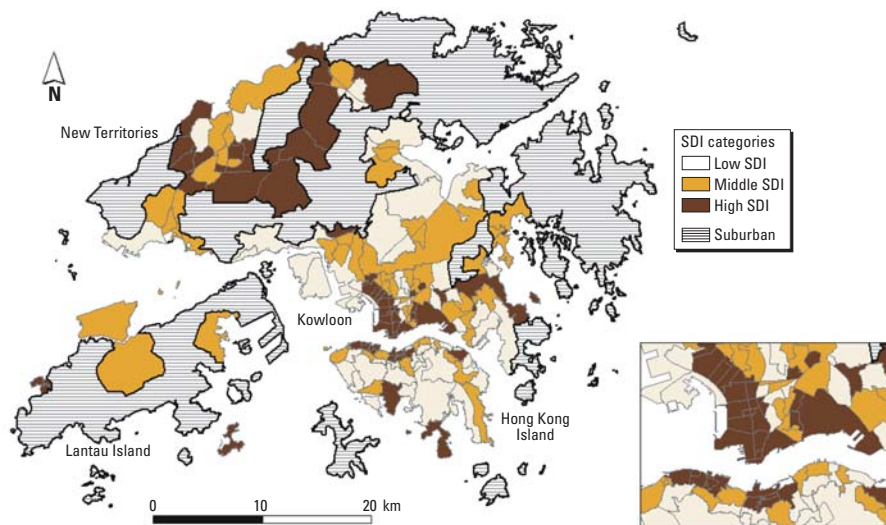 N
New Territories
SDI categories
Low SDI
Middle SDI
High SDI
Suburban
Kowloon
Hong Kong
Island
Lantau Island
0 10 20 km